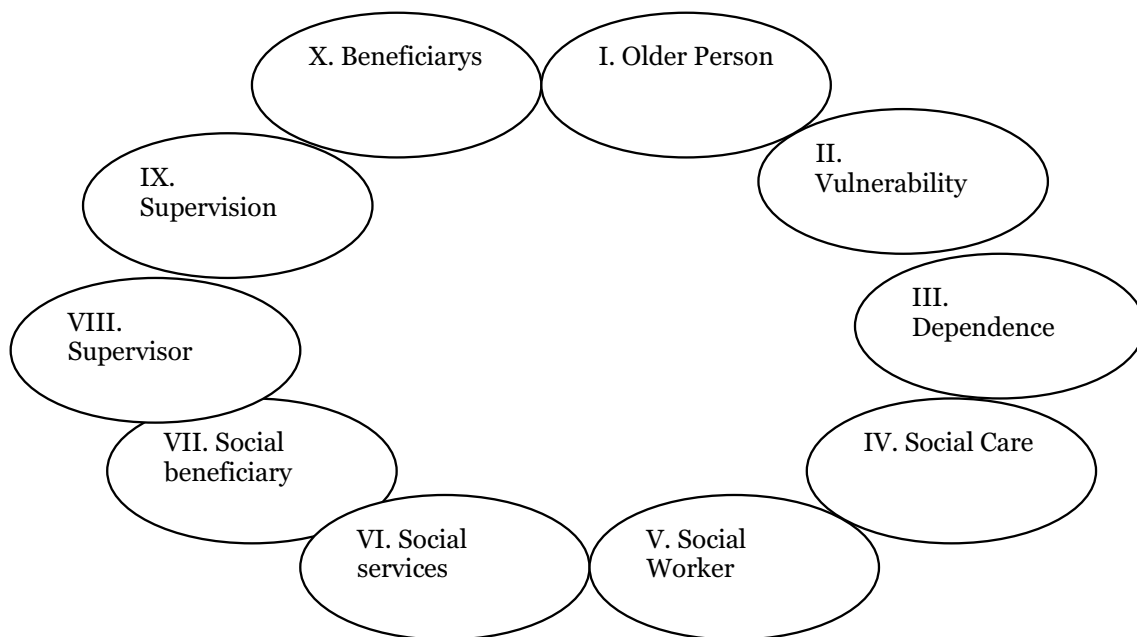 X. Beneficiarys
I. Older Person
II.
Vulnerability
III.
Dependence
IV. Social Care
V. Social
Worker
VI. Social
services
VII. Social
beneficiary
VIII.
Supervisor
IX.
Supervision